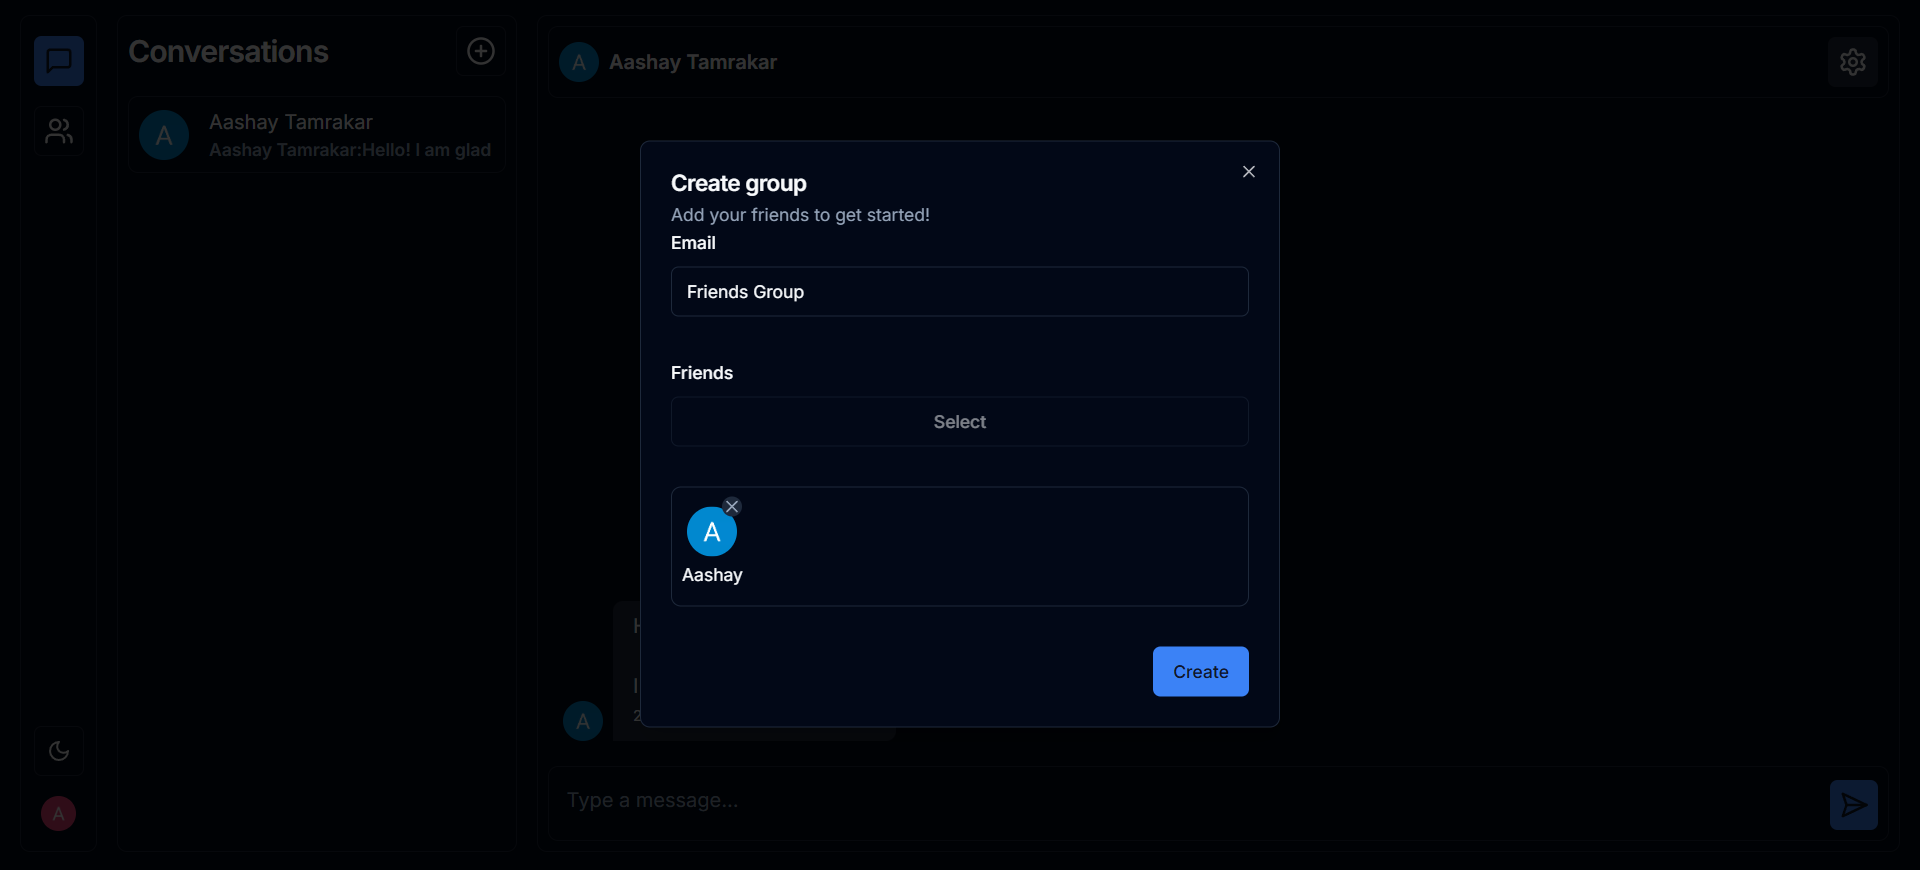 Conversations
A
Aashay Tamrakar
Aashay Tamrakar:Hello! I am glad
A
Aashay Tamrakar
Create group
Add your friends to get started!
Email
Friends Group
Friends
Select
A
Aashay
Create
H
I
2
A
Type a message...
A